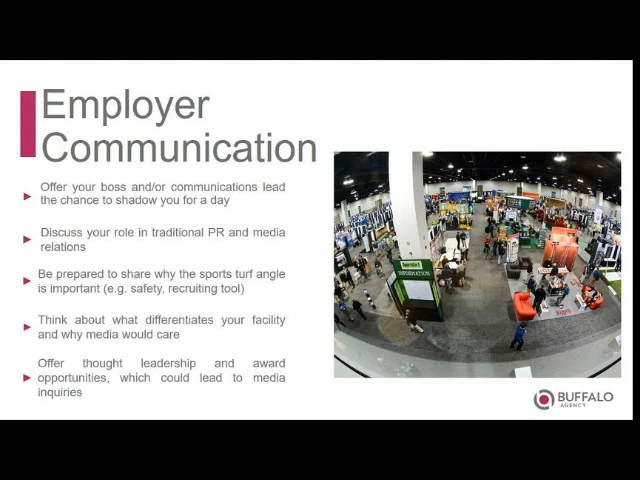 Employer
Communication
Offer your boss and/or communications lead
the chance to shadow you for a day
Discuss your role in traditional PR and media
relations
Be prepared to share why the sports turf angle
is important (e.g. safety, recruiting tool)
Think about what differentiates your facility
and why media would care
Offer thought leadership and award
opportunities, which could lead to media
inquiries
INFORMATION
BUFFALO
AGENCY